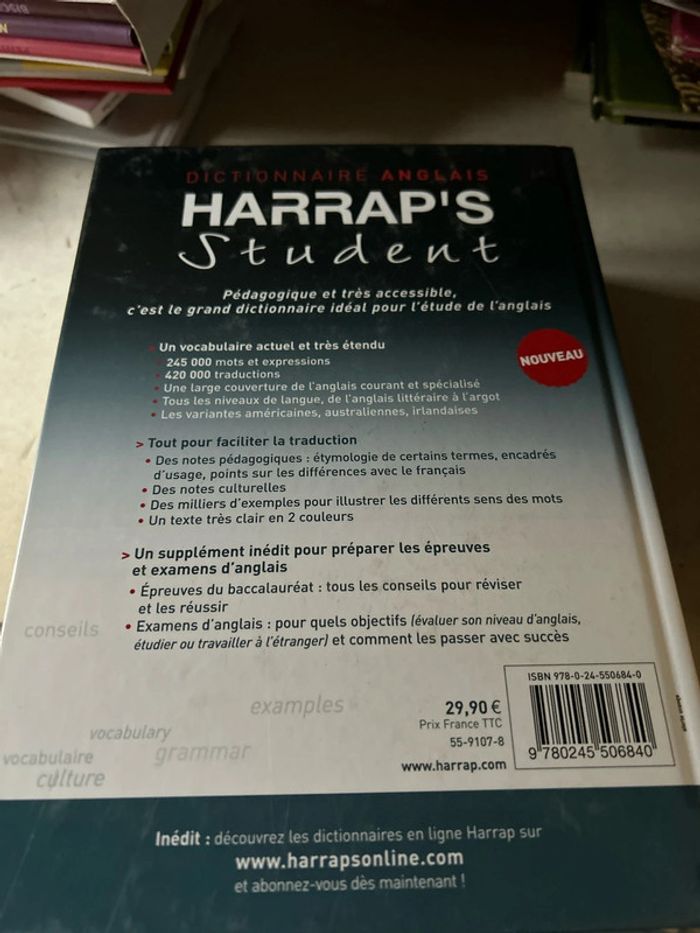 DICTIONNAIRE ANGLAIS
HARRAP'S
Student
Pédagogique et très accessible,
c'est le grand dictionnaire idéal pour l'étude de l'anglais
NOUVEAU
Un vocabulaire actuel et très étendu
• 245 000 mots et expressions
• 420 000 traductions
• Une large couverture de l'anglais courant et spécialisé
• Tous les niveaux de langue, de l'anglais littéraire à l'argot
• Les variantes américaines, australiennes, irlandaises
> Tout pour faciliter la traduction
• Des notes pédagogiques : étymologie de certains termes, encadrés
d'usage, points sur les différences avec le français
• Des notes culturelles
• Des milliers d'exemples pour illustrer les différents sens des mots
• Un texte très clair en 2 couleurs
> Un supplément inédit pour préparer les épreuves
et examens d'anglais
• Épreuves du baccalauréat : tous les conseils pour réviser
et les réussir
• Examens d'anglais : pour quels objectifs (évaluer son niveau d'anglais,
étudier ou travailler à l'étranger) et comment les passer avec succès
conseils
examples
vocabulary
grammar
vocabulaire
culture
29,90 €
Prix France TTC
55-9107-8
www.harrap.com
ISBN 978-0-24-550684-0
9 780245 506840
Inédit : découvrez les dictionnaires en ligne Harrap sur
www.harrapsonline.com
et abonnez-vous dès maintenant !